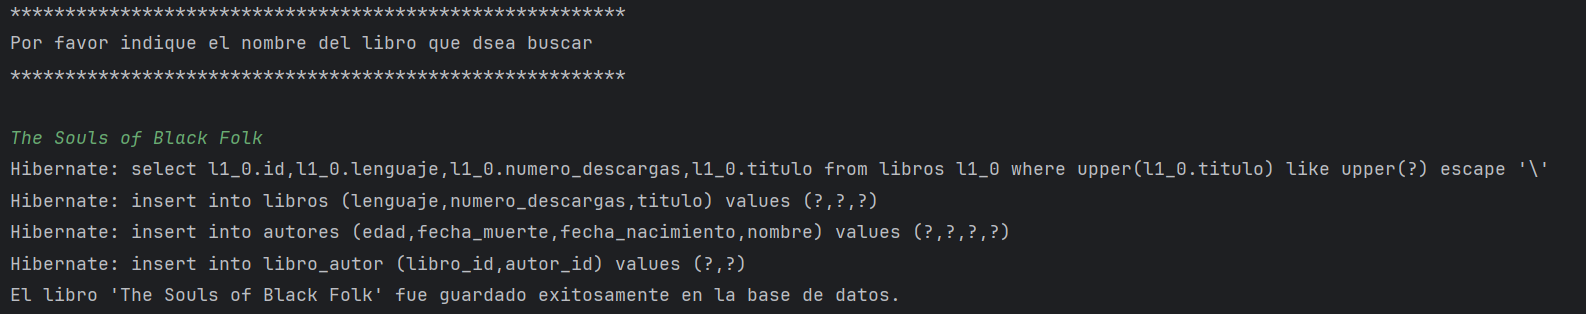 ********************************************************
Por favor indique el nombre del libro que dsea buscar
********************************************************
The Souls of Black Folk
Hibernate: select l1_0.id,l1_0.lenguaje,l1_0.numero_descargas,l1_0.titulo from libros l1_0 where upper(l1_0.titulo) like upper(?) escape '\'
Hibernate: insert into libros (lenguaje,numero_descargas,titulo) values (?,?,?)
Hibernate: insert into autores (edad,fecha_muerte,fecha_nacimiento,nombre) values (?,?,?,?)
Hibernate: insert into libro_autor (libro_id,autor_id) values (?,?)
El libro 'The Souls of Black Folk' fue guardado exitosamente en la base de datos.